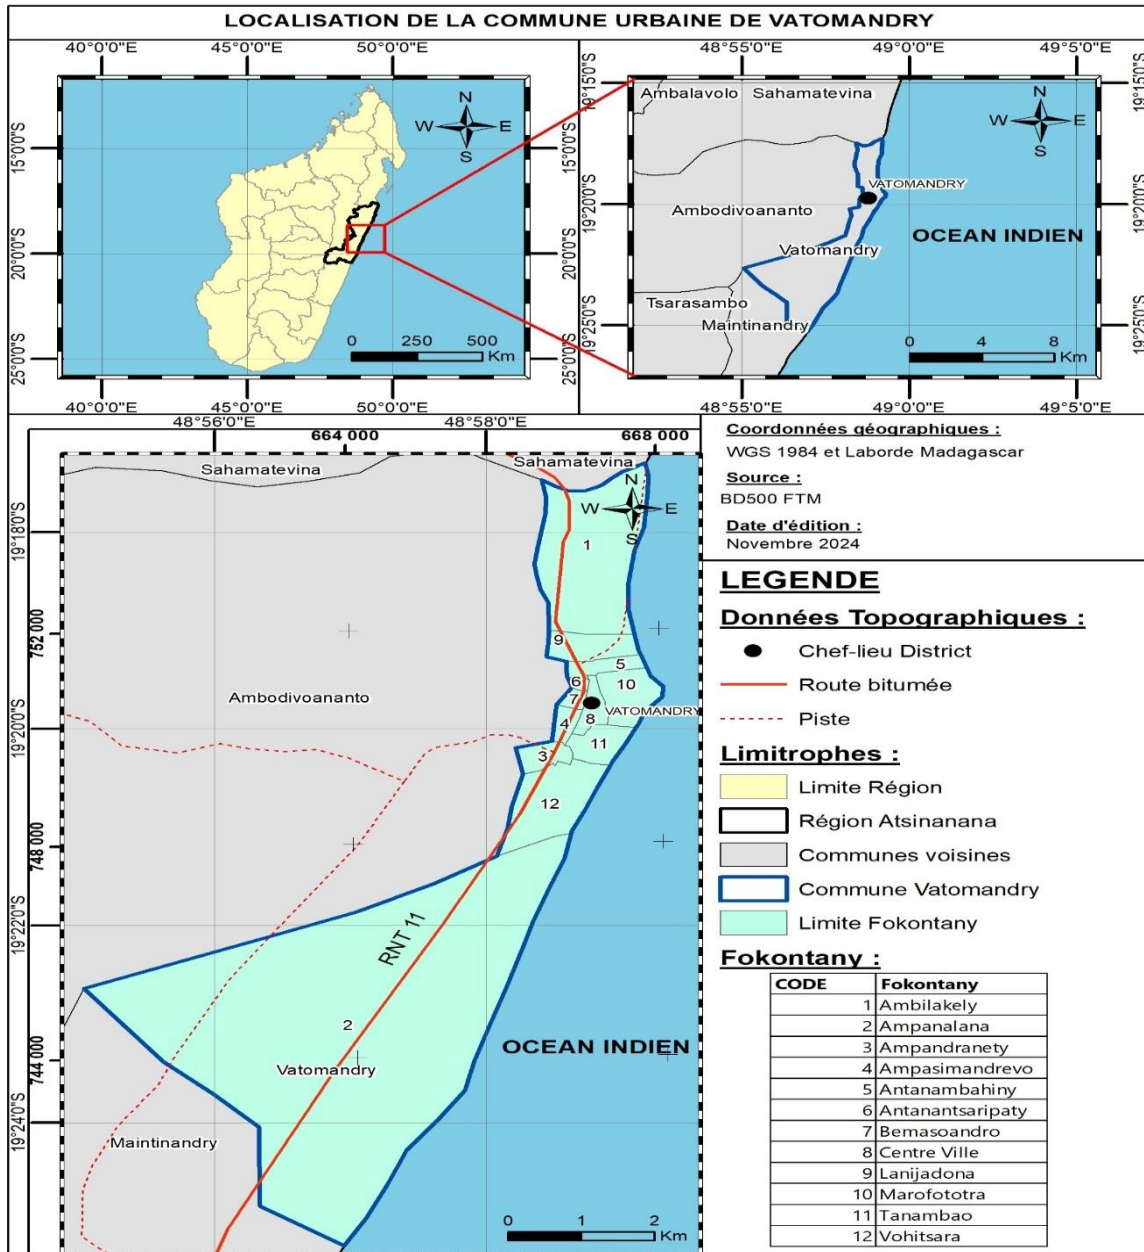 LOCALISATION DE LA COMMUNE URBAINE DE VATOMANDRY
40°0'0"E 45°0'0"E 50°0'0"E
15°0'0"S 20°0'0"S 25°0'0"S
N
W E
S
15°0'0"S 20°0'0"S 25°0'0"S
0 250 500
Km
40°0'0"E 45°0'0"E 50°0'0"E
48°55'0"E 49°0'0"E 49°5'0"E
19°15'0"S 19°20'0"S 19°25'0"S
Ambalavolo Sahamatevina
N
W E
S
VATOMANDRY
Ambodivoananto
OCEAN INDIEN
Vatomandry
Tsarasambo
Maintinandry
0 4 8
Km
48°55'0"E 49°0'0"E 49°5'0"E
48°56'0"E 48°58'0"E
664 000 668 000
Sahamatevina Sahamatevina
N
W E
S
19°18'0"S
1
752 000
9
5
6
10
Ambodivoananto
7
VATOMANDRY
8
19°20'0"S
4
11
3
12
748 000
19°22'0"S
RNT 11
2
OCEAN INDIEN
744 000
Vatomandry
19°24'0"S
Maintinandry
0 1 2
Km
Coordonnées géographiques :
WGS 1984 et Laborde Madagascar
Source :
BD500 FTM
Date d'édition :
Novembre 2024
LEGENDE
Données Topographiques :
Chef-lieu District
Route bitumée
Piste
Limitrophes :
Limite Région
Région Atsinanana
Communes voisines
Commune Vatomandry
Limite Fokontany
Fokontany :
CODE Fokontany
1 Ambilakely
2 Ampanalana
3 Ampandranety
4 Ampasimandrevo
5 Antanambahiny
6 Antanantsaripaty
7 Bemasoandro
8 Centre Ville
9 Lanijadona
10 Marofototra
11 Tanambao
12 Vohitsara